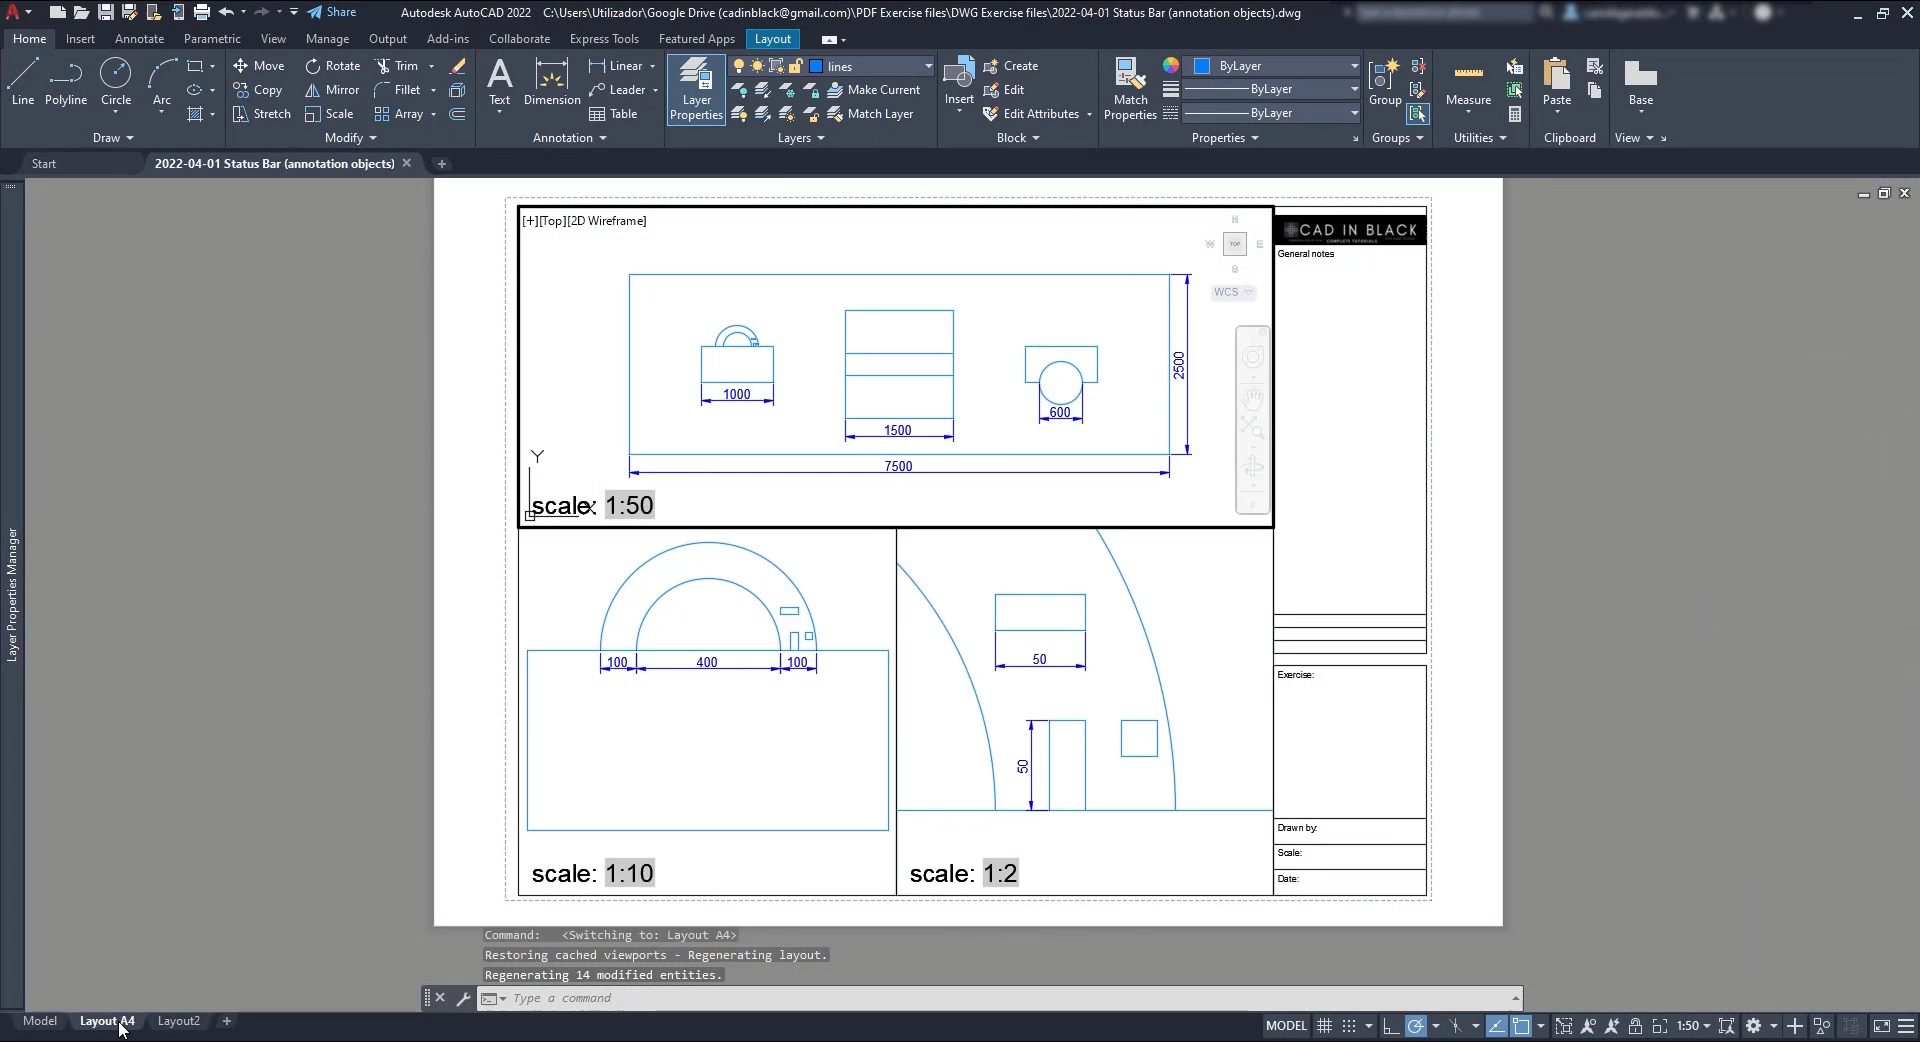 Share
Autodesk AutoCAD 2022 C:\Users\Utilizador\Google Drive (cadinblack@gmail.com)\PDF Exercise files\DWG Exercise files\2022-04-01 Status Bar (annotation objects).dwg
Home Insert Annotate Parametric View Manage Output Add-ins Collaborate Express Tools Featured Apps Layout
Line Polyline Circle Arc
Move Rotate Trim
Copy Mirror Fillet
Stretch Scale Array
Text Dimension
Linear
Leader
Table
Layer Properties
lines
Make Current
Match Layer
Insert
Create
Edit
Edit Attributes
Match Properties
ByLayer
ByLayer
ByLayer
Group
Measure
Paste
Base
Draw Modify Annotation Layers Block Properties Groups Utilities Clipboard View
Start 2022-04-01 Status Bar (annotation objects)
Layer Properties Manager
[+][Top][2D Wireframe]
TOP
W
E
S
WCS
CAD IN BLACK
COMPLETE TUTORIALS
General notes
1000
1500
600
2500
7500
Y
X
scale: 1:50
100 400 100
50
50
scale: 1:10
scale: 1:2
Exercise:
Drawn by:
Scale:
Date:
Command: <Switching to: Layout A4>
Restoring cached viewports - Regenerating layout.
Regenerating 14 modified entities.
Type a command
Model Layout A4 Layout2 +
MODEL 1:50